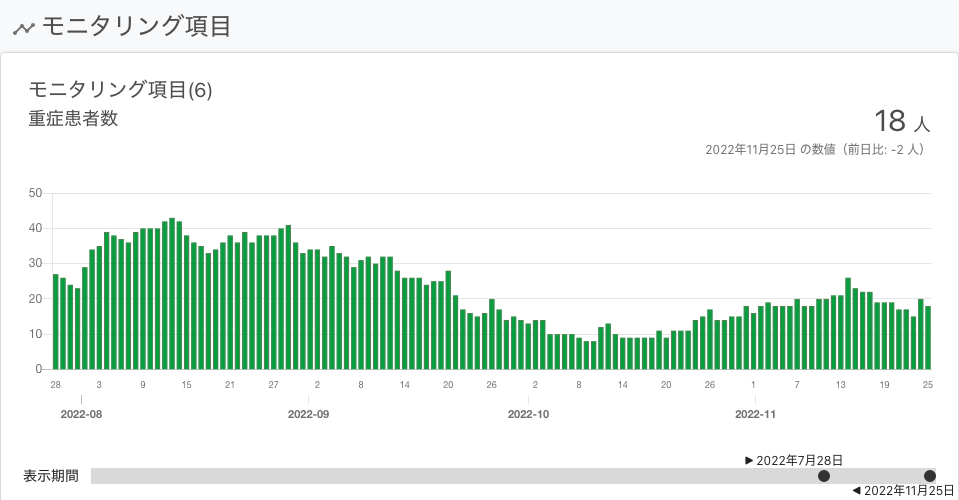 モニタリング項目
モニタリング項目(6)
重症患者数
18 人
2022年11月25日 の数値（前日比: -2 人）
50
40
30
20
10
0
28 3 9 15 21 27 2 8 14 20 26 2 8 14 20 26 1 7 13 19 25
2022-08 2022-09 2022-10 2022-11
▶ 2022年7月28日
表示期間
◀ 2022年11月25日